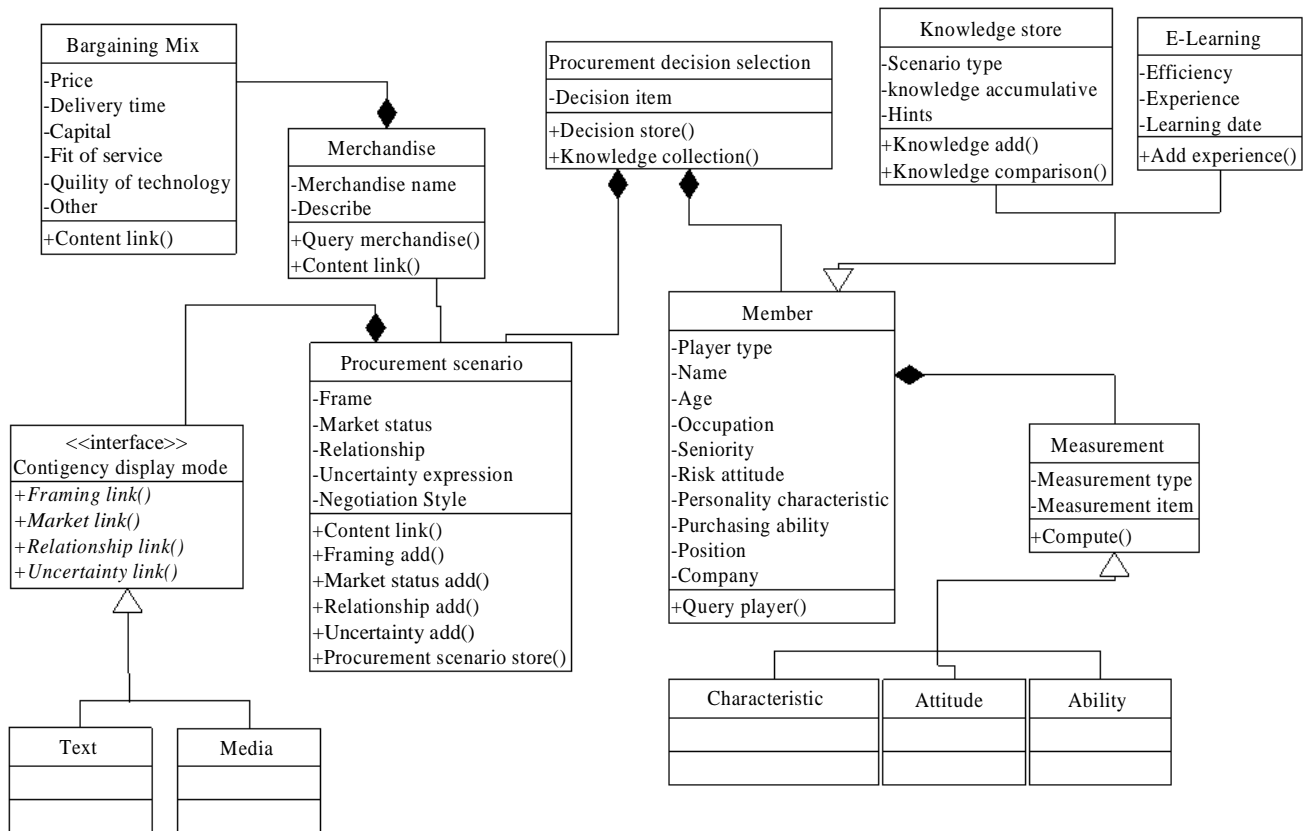 Bargaining Mix
-Price
-Delivery time
-Capital
-Fit of service
-Quility of technology
-Other
+Content link()
Merchandise
-Merchandise name
-Describe
+Query merchandise()
+Content link()
Procurement decision selection
-Decision item
+Decision store()
+Knowledge collection()
Knowledge store
-Scenario type
-knowledge accumulative
-Hints
+Knowledge add()
+Knowledge comparison()
E-Learning
-Efficiency
-Experience
-Learning date
+Add experience()
<<interface>>
Contigency display mode
+Framing link()
+Market link()
+Relationship link()
+Uncertainty link()
Procurement scenario
-Frame
-Market status
-Relationship
-Uncertainty expression
-Negotiation Style
+Content link()
+Framing add()
+Market status add()
+Relationship add()
+Uncertainty add()
+Procurement scenario store()
Member
-Player type
-Name
-Age
-Occupation
-Seniority
-Risk attitude
-Personality characteristic
-Purchasing ability
-Position
-Company
+Query player()
Measurement
-Measurement type
-Measurement item
+Compute()
Text
Media
Characteristic
Attitude
Ability